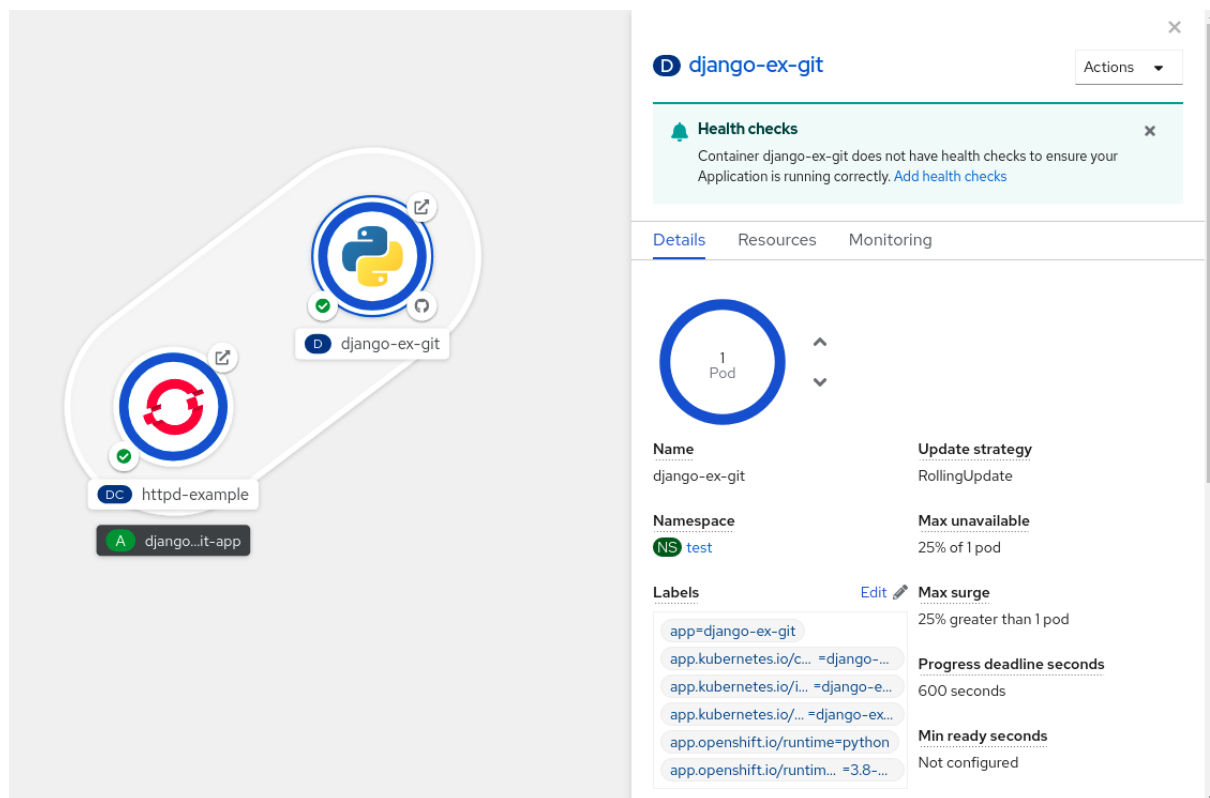 D django-ex-git
DC httpd-example
A django...it-app
D django-ex-git
Actions
Health checks
Container django-ex-git does not have health checks to ensure your
Application is running correctly. Add health checks
Details Resources Monitoring
1
Pod
Name
django-ex-git
Namespace
NS test
Labels Edit
app=django-ex-git
app.kubernetes.io/c... =django-...
app.kubernetes.io/i... =django-e...
app.kubernetes.io/... =django-ex...
app.openshift.io/runtime=python
app.openshift.io/runtim... =3.8-...
Update strategy
RollingUpdate
Max unavailable
25% of 1 pod
Max surge
25% greater than 1 pod
Progress deadline seconds
600 seconds
Min ready seconds
Not configured